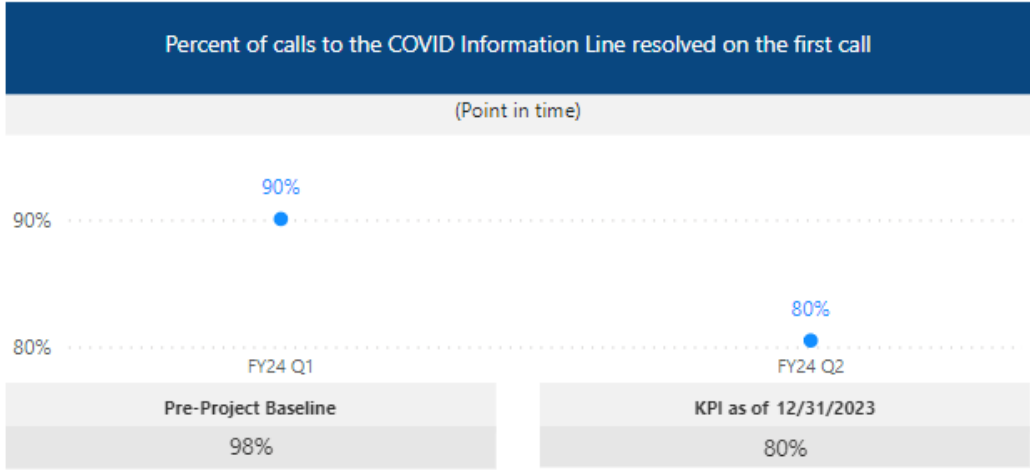 Percent of calls to the COVID Information Line resolved on the first call
(Point in time)
90%
90%
80%
80%
FY24 Q1 FY24 Q2
Pre-Project Baseline KPI as of 12/31/2023
98% 80%